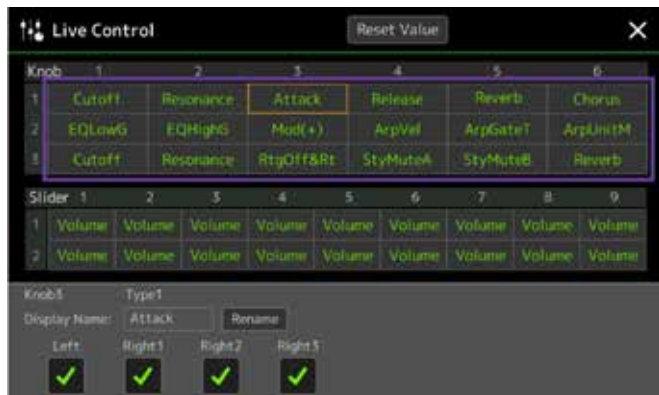 Live Control Reset Value
Knob 1 2 3 4 5 6
1 Cutoff Resonance Attack Release Reverb Chorus
2 EQLowG EQHighG Mod(+) ArpVel ArpGateT ArpUnitM
3 Cutoff Resonance RtgOff&Rt StyMuteA StyMuteB Reverb
Slider 1 2 3 4 5 6 7 8 9
1 Volume Volume Volume Volume Volume Volume Volume Volume Volume
2 Volume Volume Volume Volume Volume Volume Volume Volume Volume
Knob3 Type1
Display Name: Attack Rename
Left Right1 Right2 Right3